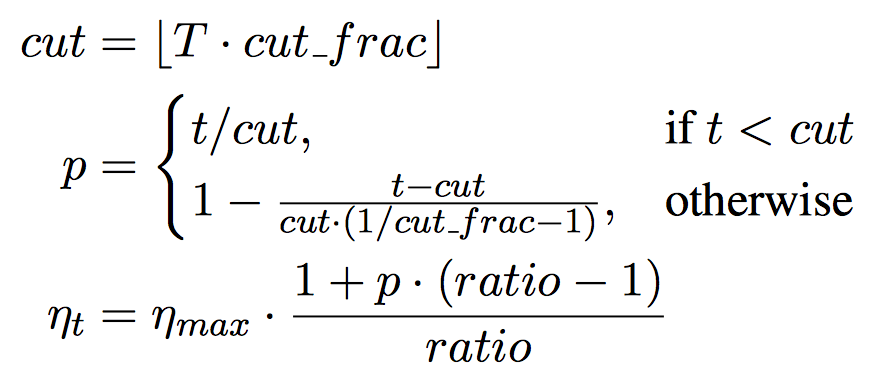 cut = ⌊T · cut_frac⌋
p = { t/cut, if t < cut
1 − (t−cut)/(cut·(1/cut_frac−1)), otherwise
η_t = η_max · (1 + p · (ratio − 1))/ratio